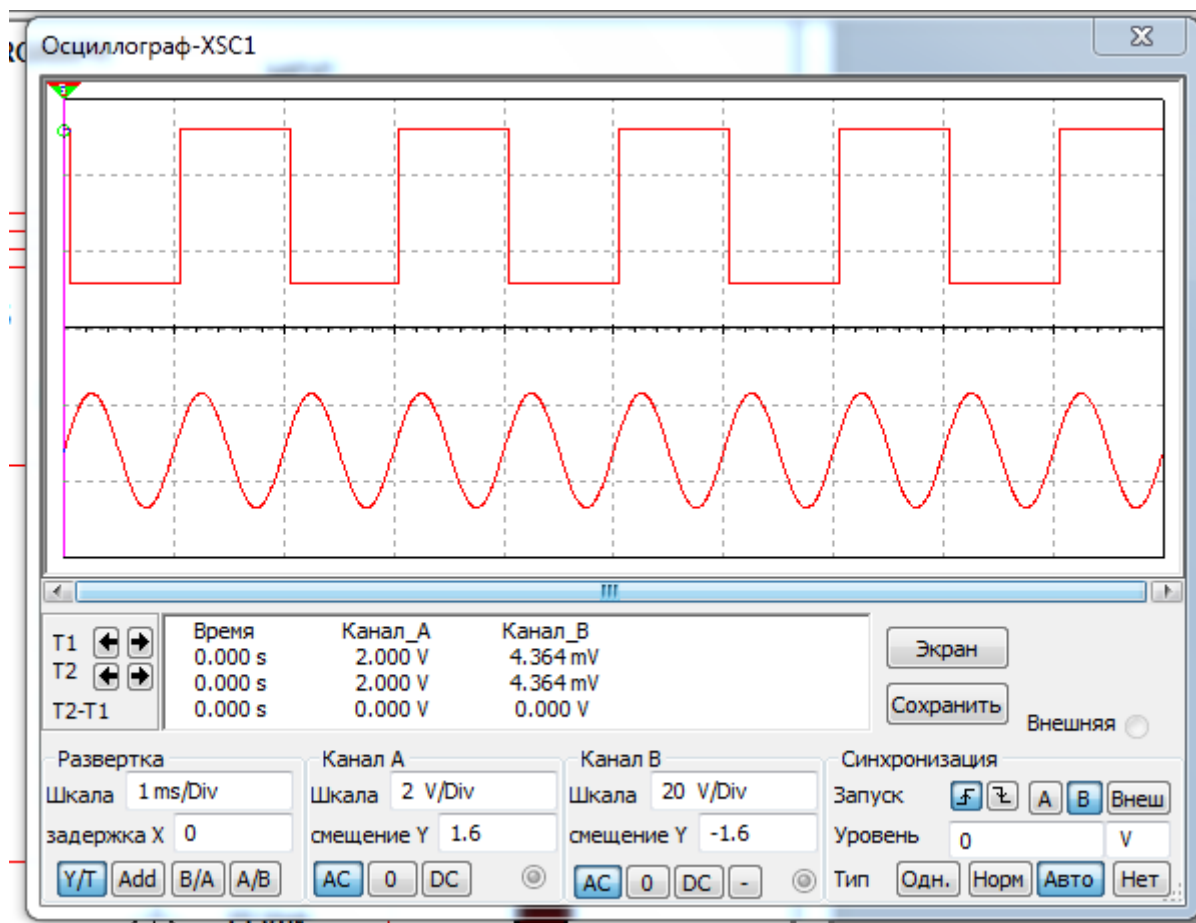 Осциллограф-XSC1
Время Канал_A Канал_B
T1 0.000 s 2.000 V 4.364 mV
T2 0.000 s 2.000 V 4.364 mV
T2-T1 0.000 s 0.000 V 0.000 V
Экран
Сохранить
Внешняя
Развертка
Шкала 1 ms/Div
задержка X 0
Y/T Add B/A A/B
Канал A
Шкала 2 V/Div
смещение Y 1.6
AC 0 DC
Канал B
Шкала 20 V/Div
смещение Y -1.6
AC 0 DC -
Синхронизация
Запуск A B Внеш
Уровень 0 V
Тип Одн. Норм Авто Нет